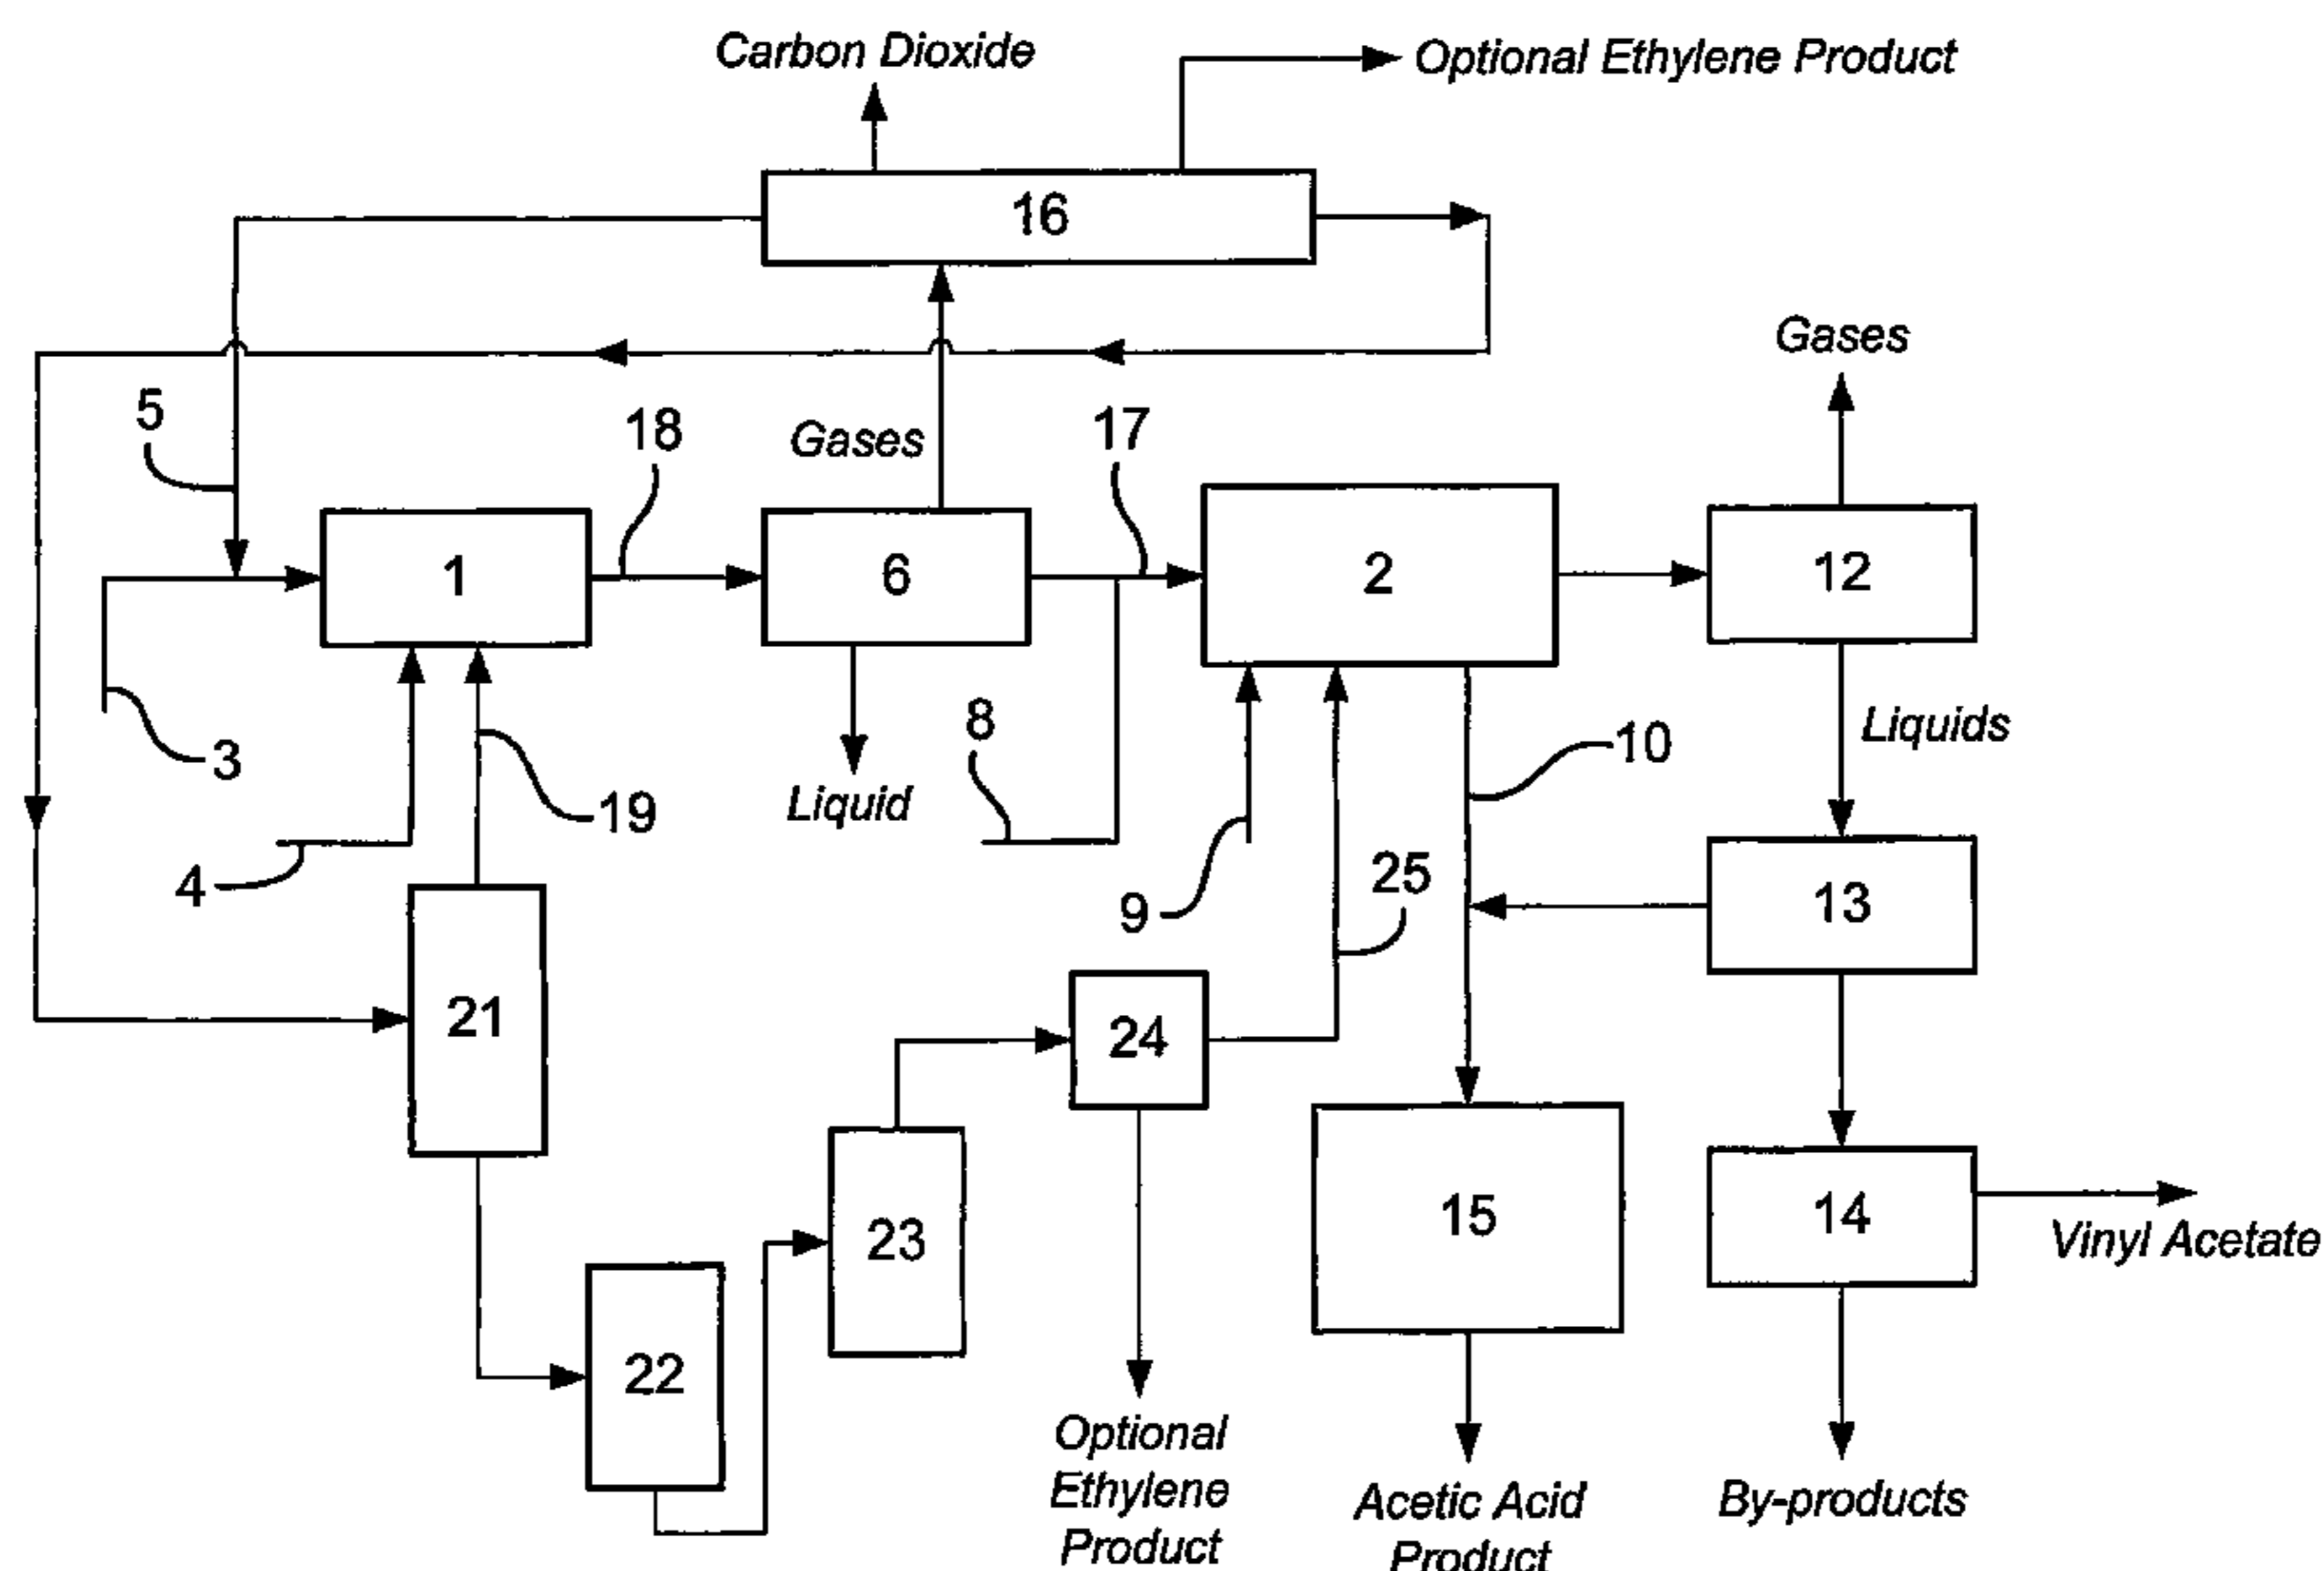 Carbon Dioxide
Optional Ethylene Product
16
Gases
5
18
Gases
17
1
6
2
12
3
19
Liquid
8
10
Liquids
4
9
25
13
21
24
23
15
14
Vinyl Acetate
22
Optional
Ethylene
Product
Acetic Acid
Product
By-products